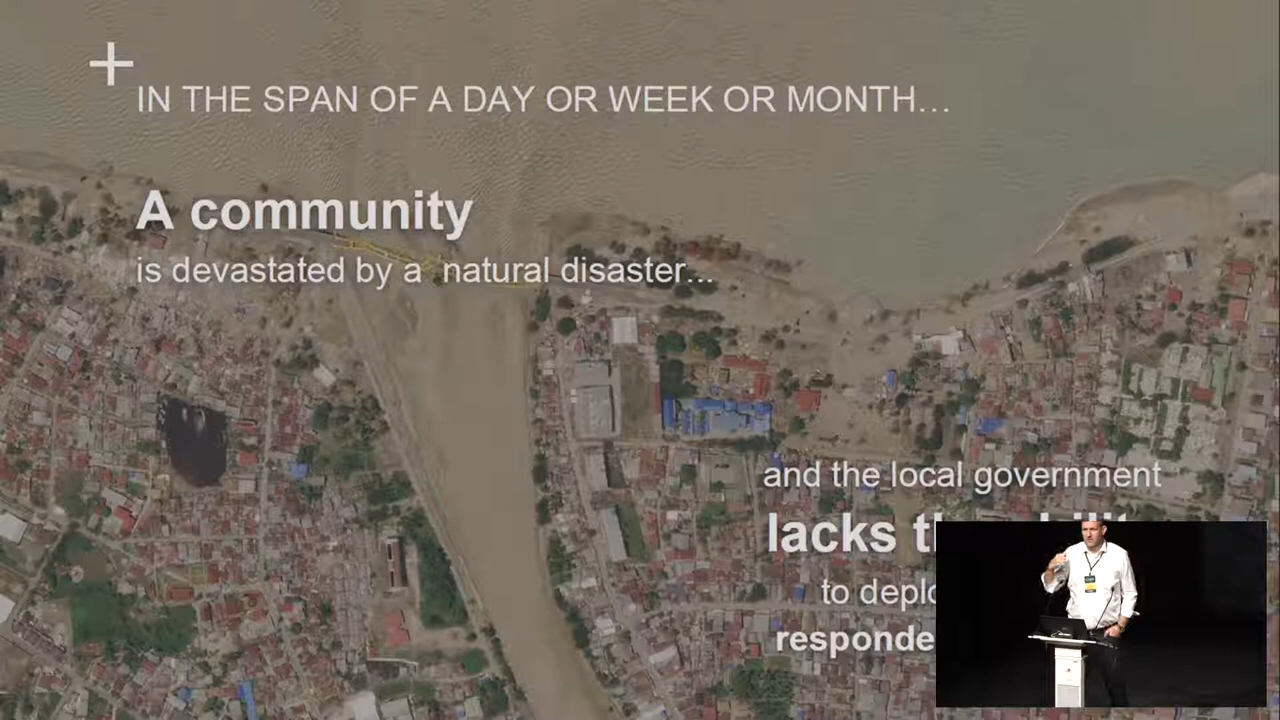 IN THE SPAN OF A DAY OR WEEK OR MONTH…
A community
is devastated by a natural disaster...
and the local government
lacks
to